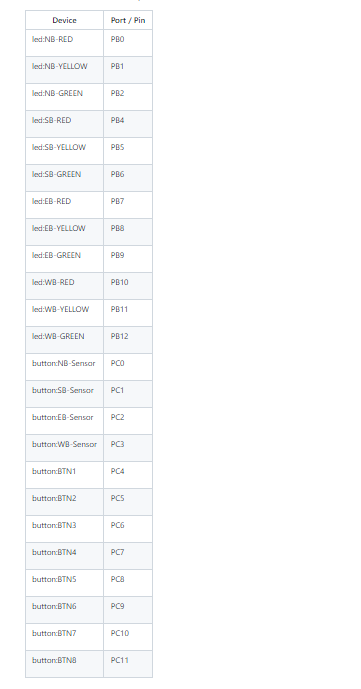 Device Port / Pin
led:NB-RED PB0
led:NB-YELLOW PB1
led:NB-GREEN PB2
led:SB-RED PB4
led:SB-YELLOW PB5
led:SB-GREEN PB6
led:EB-RED PB7
led:EB-YELLOW PB8
led:EB-GREEN PB9
led:WB-RED PB10
led:WB-YELLOW PB11
led:WB-GREEN PB12
button:NB-Sensor PC0
button:SB-Sensor PC1
button:EB-Sensor PC2
button:WB-Sensor PC3
button:BTN1 PC4
button:BTN2 PC5
button:BTN3 PC6
button:BTN4 PC7
button:BTN5 PC8
button:BTN6 PC9
button:BTN7 PC10
button:BTN8 PC11